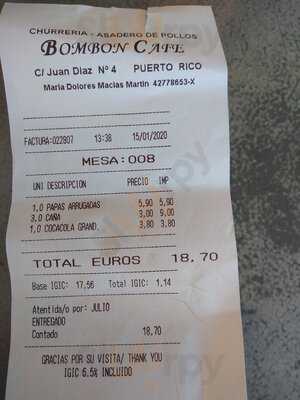 CHURRERIA - ASADERO DE POLLOS
BOMBON CAFE
C/ Juan Diaz Nº 4 PUERTO RICO
Maria Dolores Macias Martin 42778653-X
FACTURA:022807 13:38 15/01/2020
MESA:008
UNI DESCRIPCION PRECIO IMP
1,0 PAPAS ARRUGADAS 5,90 5,90
3,0 CAÑA 3,00 9,00
1,0 COCACOLA GRAND. 3,80 3,80
TOTAL EUROS 18,70
Base IGIC: 17,56 Total IGIC: 1,14
Atentida/o por: JULIO
ENTREGADO
Contado 18,70
GRACIAS POR SU VISITA/ THANK YOU
IGIC 6.5% INCLUIDO